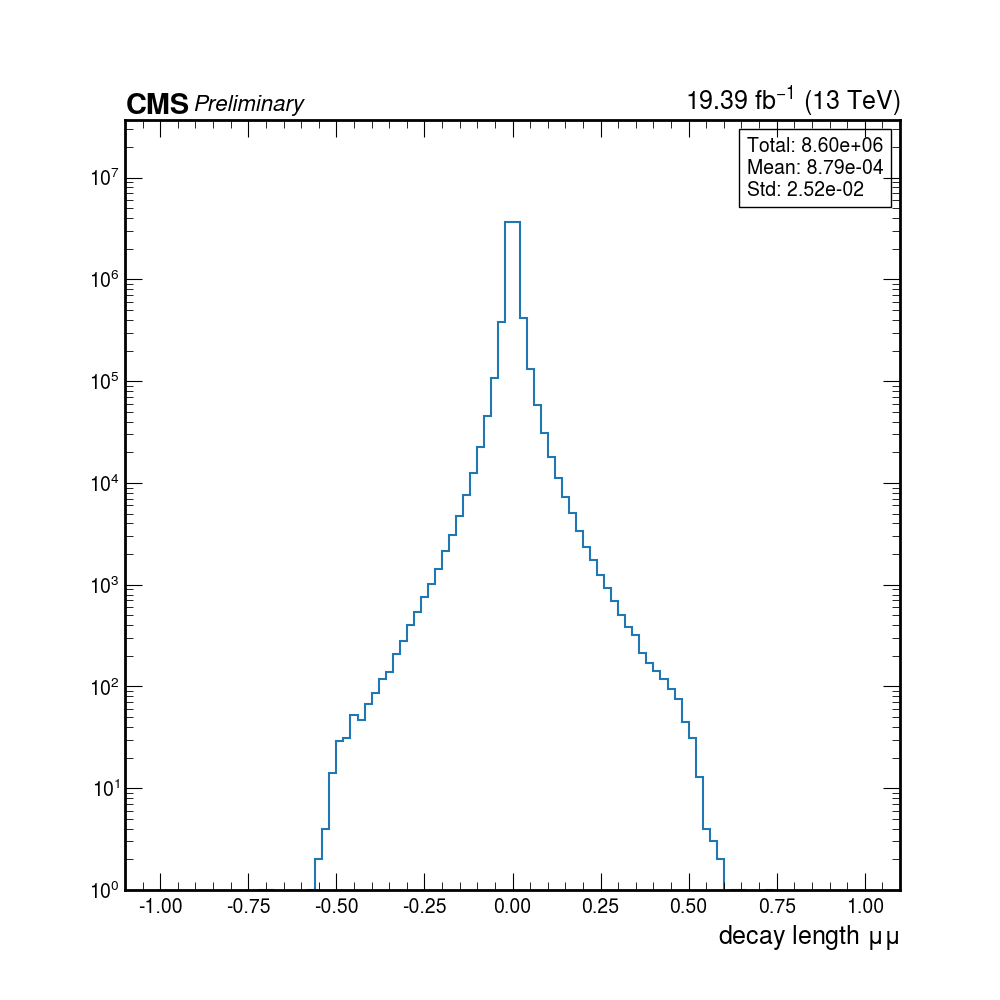 CMS Preliminary
19.39 fb⁻¹ (13 TeV)
Total: 8.60e+06
Mean: 8.79e-04
Std: 2.52e-02
10⁷
10⁶
10⁵
10⁴
10³
10²
10¹
10⁰
-1.00 -0.75 -0.50 -0.25 0.00 0.25 0.50 0.75 1.00
decay length μμ